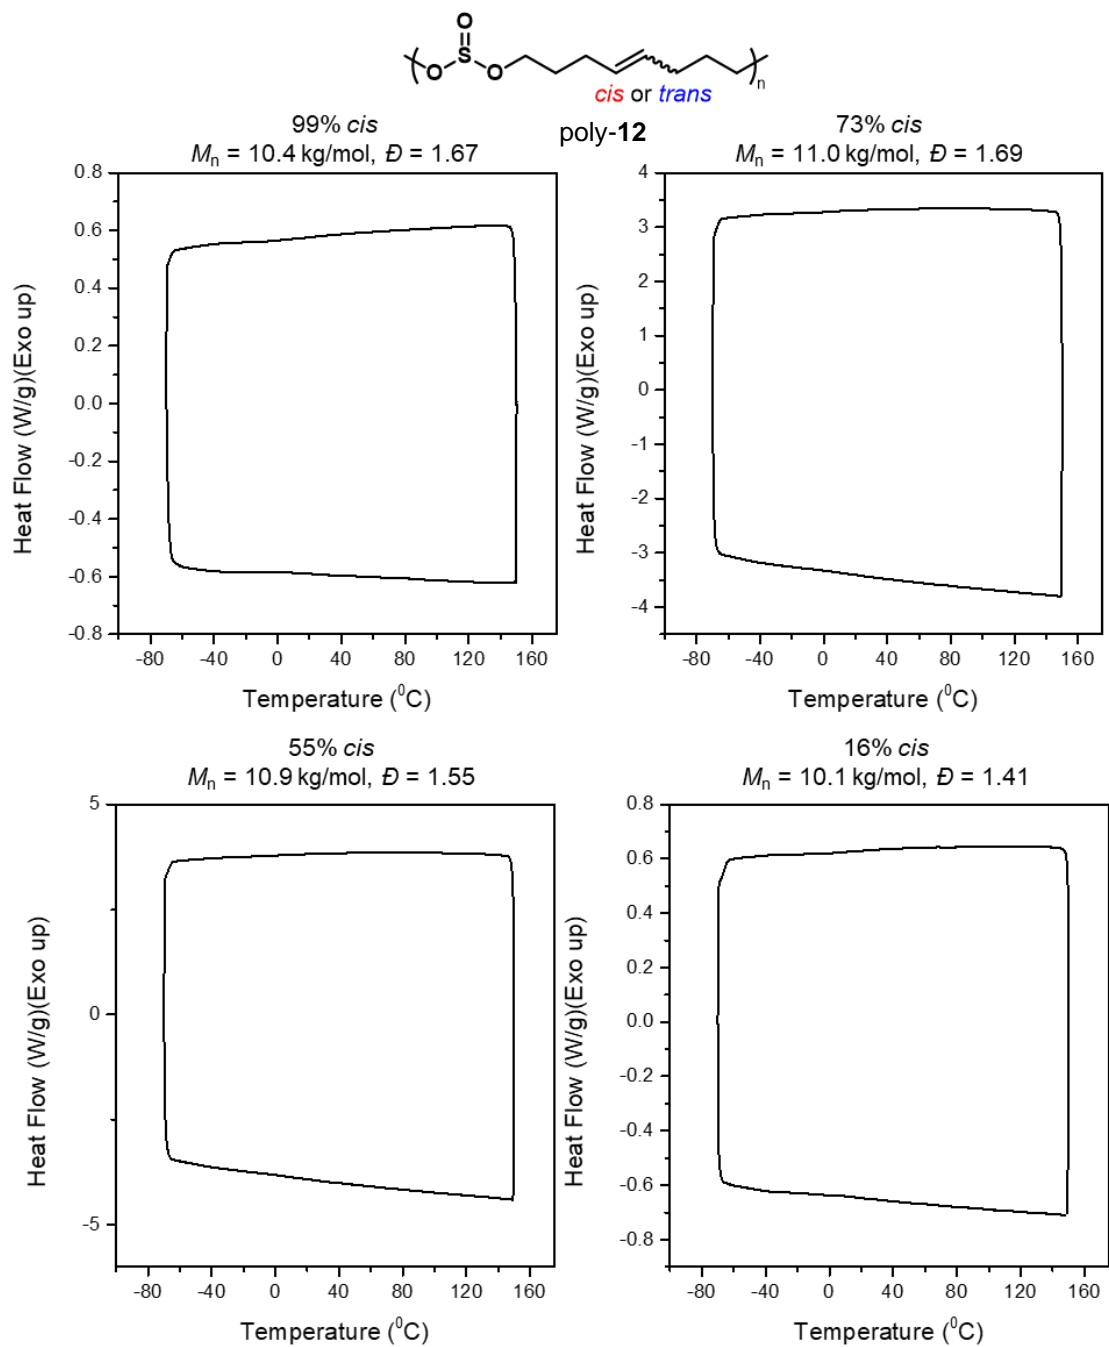 O
S
O
O
n
cis or trans
poly-12
99% cis
Mn = 10.4 kg/mol, Đ = 1.67
Heat Flow (W/g)(Exo up)
0.8
0.6
0.4
0.2
0.0
-0.2
-0.4
-0.6
-0.8
-80 -40 0 40 80 120 160
Temperature (⁰C)
73% cis
Mn = 11.0 kg/mol, Đ = 1.69
Heat Flow (W/g)(Exo up)
4
3
2
1
0
-1
-2
-3
-4
-80 -40 0 40 80 120 160
Temperature (⁰C)
55% cis
Mn = 10.9 kg/mol, Đ = 1.55
Heat Flow (W/g)(Exo up)
5
0
-5
-80 -40 0 40 80 120 160
Temperature (⁰C)
16% cis
Mn = 10.1 kg/mol, Đ = 1.41
Heat Flow (W/g)(Exo up)
0.8
0.6
0.4
0.2
0.0
-0.2
-0.4
-0.6
-0.8
-80 -40 0 40 80 120 160
Temperature (⁰C)